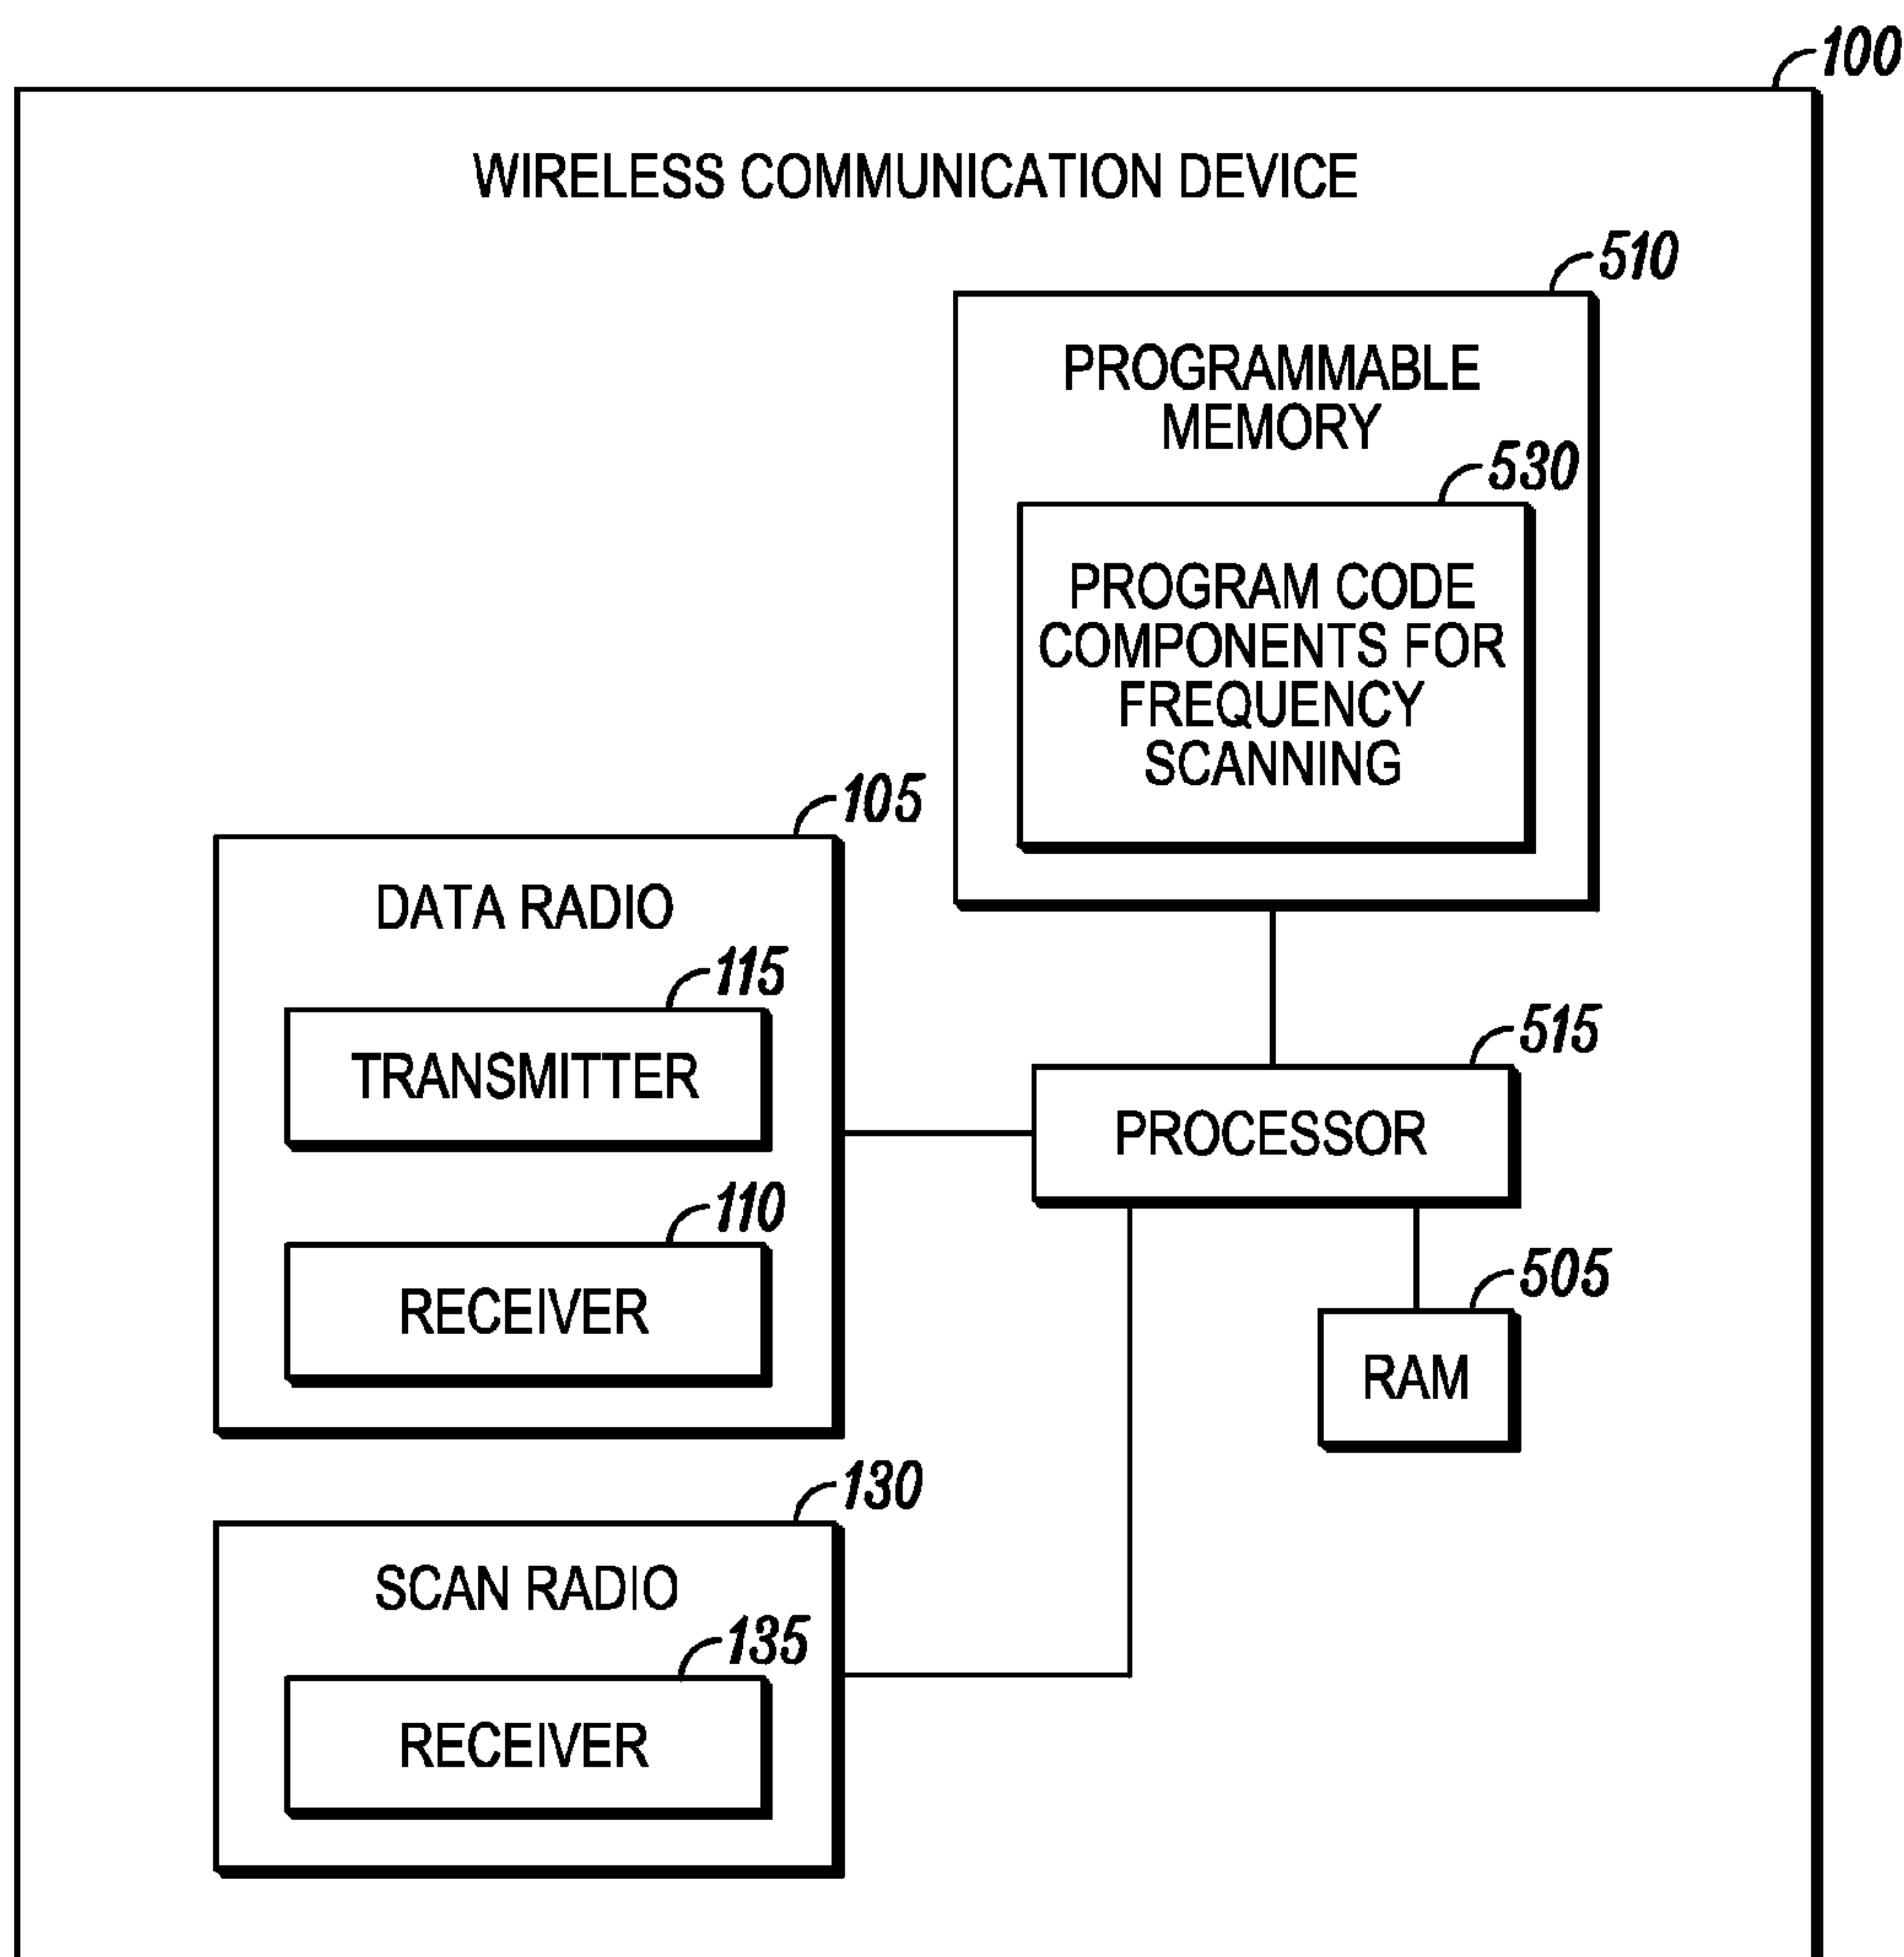 100
WIRELESS COMMUNICATION DEVICE
510
PROGRAMMABLE
MEMORY
530
PROGRAM CODE
COMPONENTS FOR
FREQUENCY
SCANNING
105
DATA RADIO
115
TRANSMITTER
110
RECEIVER
515
PROCESSOR
505
RAM
130
SCAN RADIO
135
RECEIVER